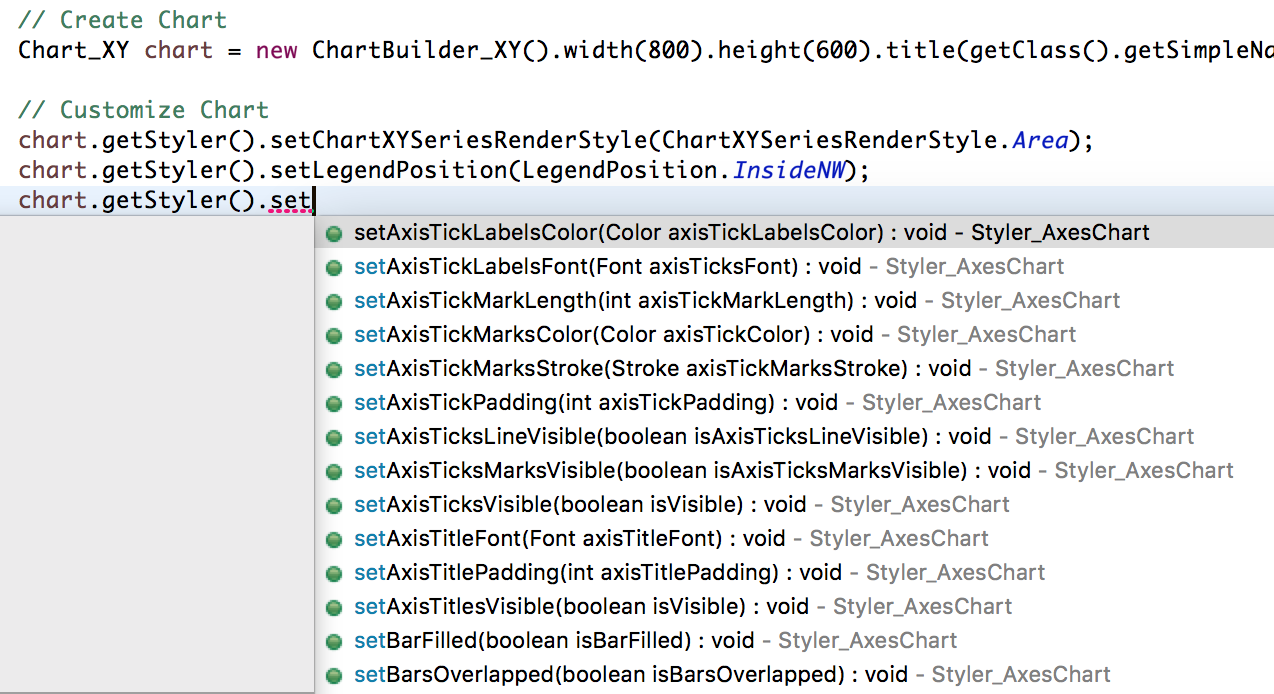 // Create Chart
Chart_XY chart = new ChartBuilder_XY().width(800).height(600).title(getClass().getSimpleNa
// Customize Chart
chart.getStyler().setChartXYSeriesRenderStyle(ChartXYSeriesRenderStyle.Area);
chart.getStyler().setLegendPosition(LegendPosition.InsideNW);
chart.getStyler().set
setAxisTickLabelsColor(Color axisTickLabelsColor) : void - Styler_AxesChart
setAxisTickLabelsFont(Font axisTicksFont) : void - Styler_AxesChart
setAxisTickMarkLength(int axisTickMarkLength) : void - Styler_AxesChart
setAxisTickMarksColor(Color axisTickColor) : void - Styler_AxesChart
setAxisTickMarksStroke(Stroke axisTickMarksStroke) : void - Styler_AxesChart
setAxisTickPadding(int axisTickPadding) : void - Styler_AxesChart
setAxisTicksLineVisible(boolean isAxisTicksLineVisible) : void - Styler_AxesChart
setAxisTicksMarksVisible(boolean isAxisTicksMarksVisible) : void - Styler_AxesChart
setAxisTicksVisible(boolean isVisible) : void - Styler_AxesChart
setAxisTitleFont(Font axisTitleFont) : void - Styler_AxesChart
setAxisTitlePadding(int axisTitlePadding) : void - Styler_AxesChart
setAxisTitlesVisible(boolean isVisible) : void - Styler_AxesChart
setBarFilled(boolean isBarFilled) : void - Styler_AxesChart
setBarsOverlapped(boolean isBarsOverlapped) : void - Styler_AxesChart